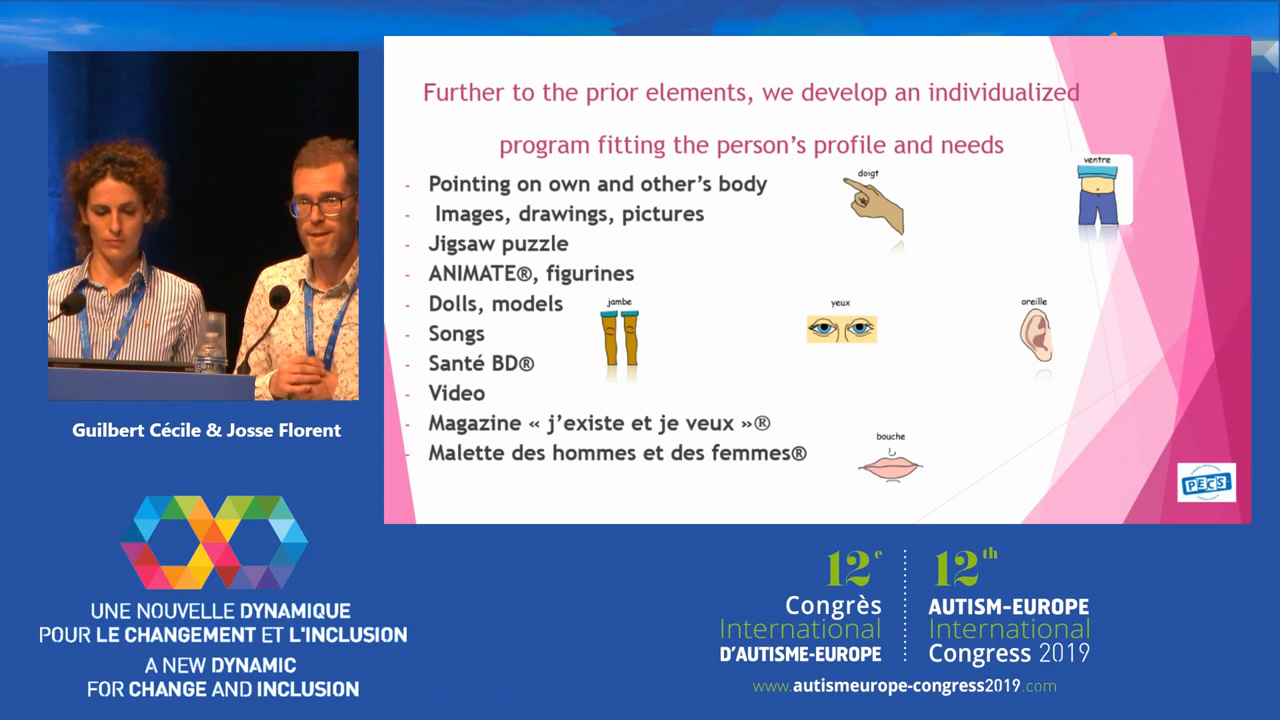 Further to the prior elements, we develop an individualized
program fitting the person's profile and needs
- Pointing on own and other's body
- Images, drawings, pictures
- Jigsaw puzzle
- ANIMATE®, figurines
- Dolls, models
- Songs
- Santé BD®
- Video
- Magazine « j'existe et je veux »®
- Malette des hommes et des femmes®
doigt
ventre
jambe
yeux
oreille
bouche
PECS
Guilbert Cécile & Josse Florent
UNE NOUVELLE DYNAMIQUE
POUR LE CHANGEMENT ET L'INCLUSION
A NEW DYNAMIC
FOR CHANGE AND INCLUSION
12e
Congrès
International
D'AUTISME-EUROPE
12th
AUTISM-EUROPE
International
Congress 2019
www.autismeurope-congress2019.com